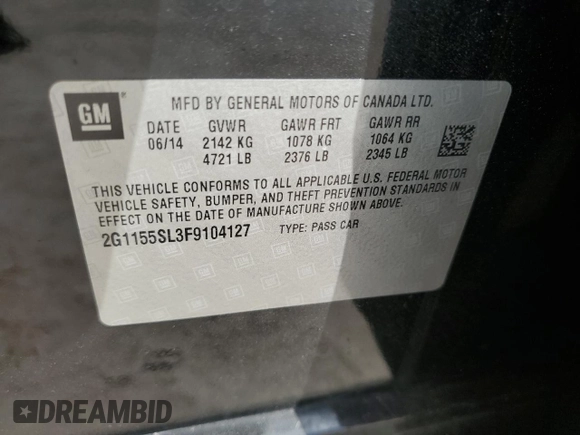 GM
MFD BY GENERAL MOTORS OF CANADA LTD.
DATE GVWR GAWR FRT GAWR RR
06/14 2142 KG 1078 KG 1064 KG
4721 LB 2376 LB 2345 LB
THIS VEHICLE CONFORMS TO ALL APPLICABLE U.S. FEDERAL MOTOR
VEHICLE SAFETY, BUMPER, AND THEFT PREVENTION STANDARDS IN
EFFECT ON THE DATE OF MANUFACTURE SHOWN ABOVE.
2G1155SL3F9104127 TYPE: PASS CAR
DREAMBID